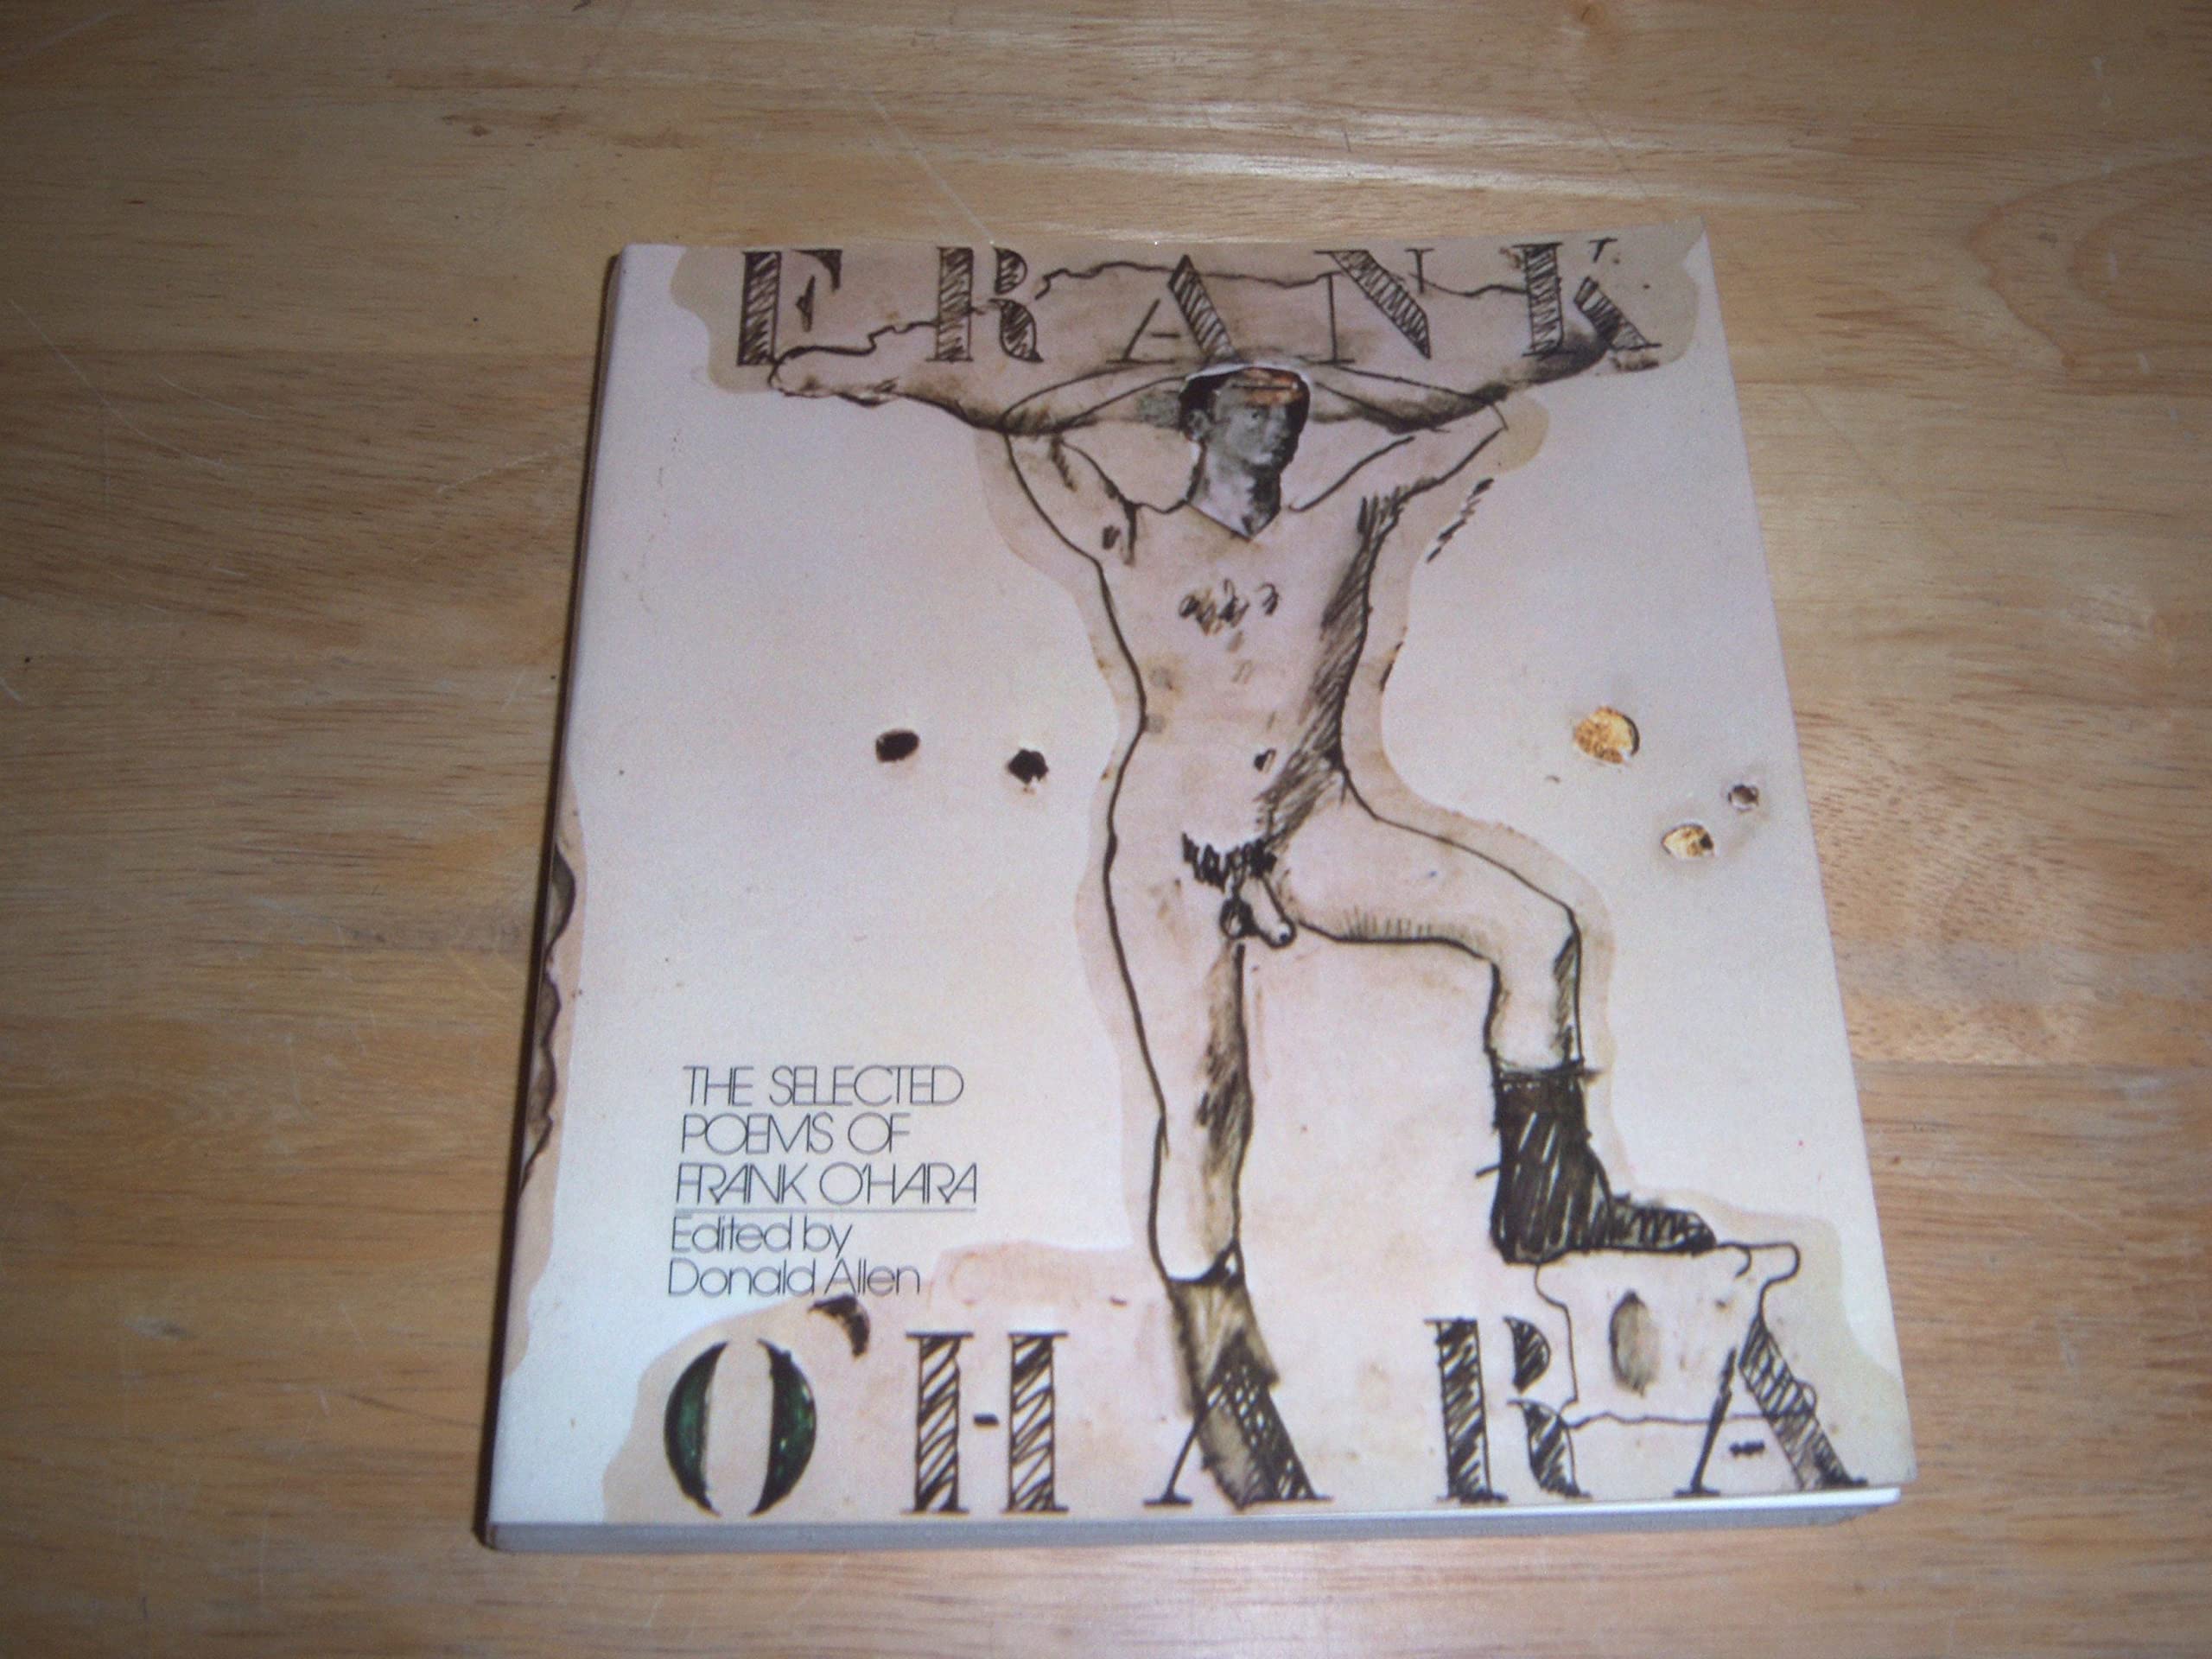 FRANK
THE SELECTED
POEMS OF
FRANK O'HARA
Edited by
Donald Allen
O'HARA